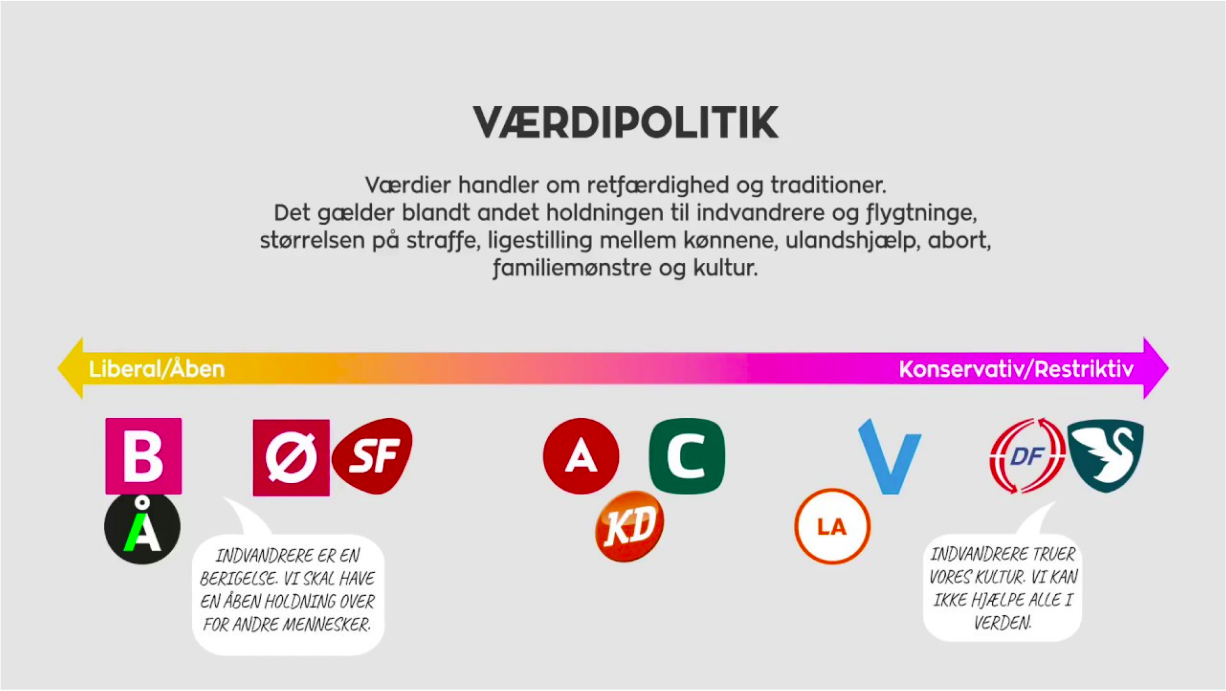 VÆRDIPOLITIK
Værdier handler om retfærdighed og traditioner.
Det gælder blandt andet holdningen til indvandrere og flygtninge,
størrelsen på straffe, ligestilling mellem kønnene, ulandshjælp, abort,
familiemønstre og kultur.
Liberal/Åben
Konservativ/Restriktiv
B
Ø
SF
A
C
V
DF
Å
KD
LA
INDVANDRERE ER EN
BERIGELSE. VI SKAL HAVE
EN ÅBEN HOLDNING OVER
FOR ANDRE MENNESKER.
INDVANDRERE TRUER
VORES KULTUR. VI KAN
IKKE HJÆLPE ALLE I
VERDEN.